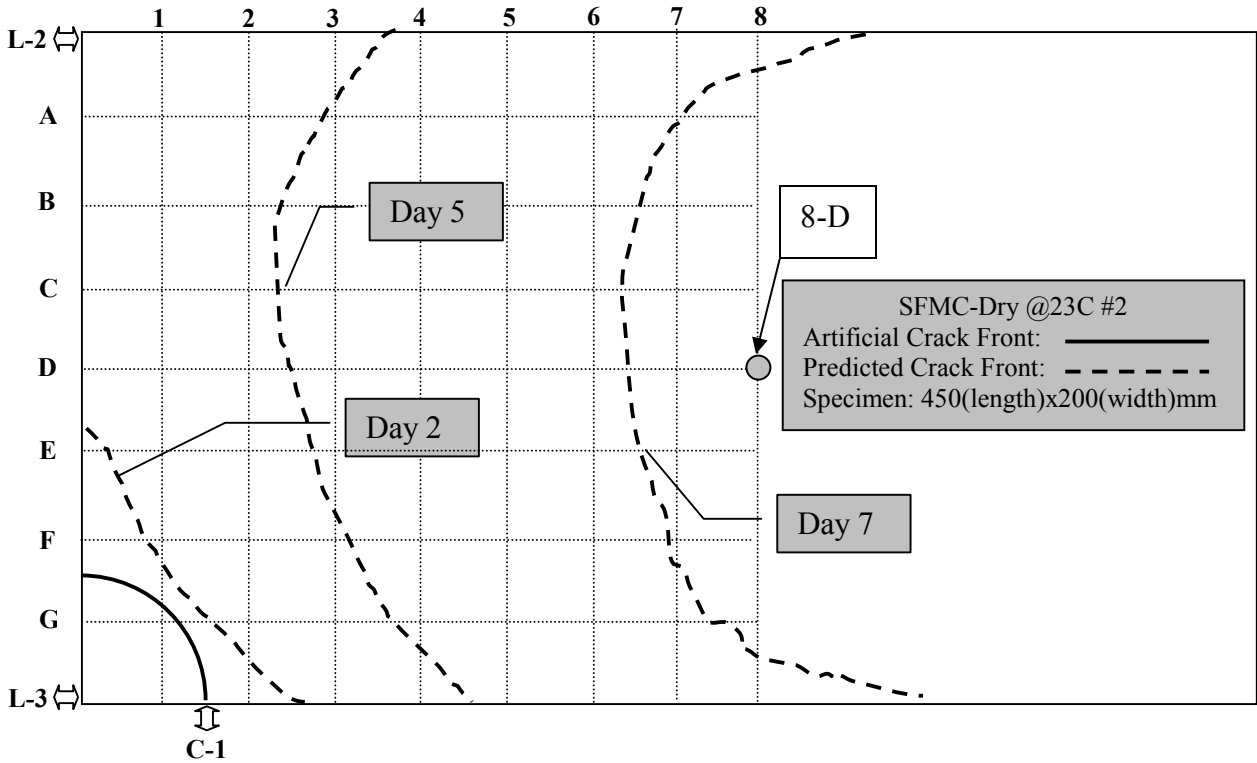 1 2 3 4 5 6 7 8
L-2
A
B
Day 5
8-D
C
SFMC-Dry @23C #2
Artificial Crack Front:
D
Predicted Crack Front:
Specimen: 450(length)x200(width)mm
Day 2
E
Day 7
F
G
L-3
C-1